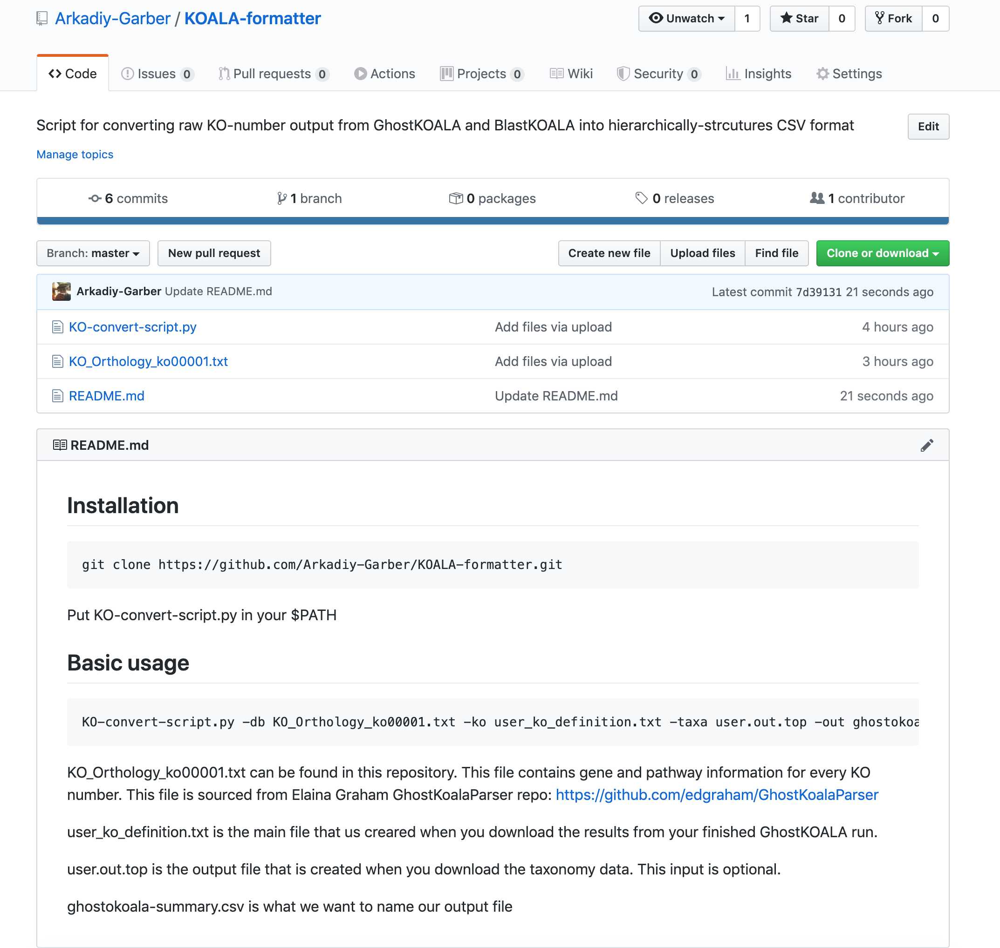 Arkadiy-Garber / KOALA-formatter
Unwatch 1 Star 0 Fork 0
Code Issues 0 Pull requests 0 Actions Projects 0 Wiki Security 0 Insights Settings
Script for converting raw KO-number output from GhostKOALA and BlastKOALA into hierarchically-strcutures CSV format
Edit
Manage topics
6 commits 1 branch 0 packages 0 releases 1 contributor
Branch: master New pull request Create new file Upload files Find file Clone or download
Arkadiy-Garber Update README.md Latest commit 7d39131 21 seconds ago
KO-convert-script.py Add files via upload 4 hours ago
KO_Orthology_ko00001.txt Add files via upload 3 hours ago
README.md Update README.md 21 seconds ago
README.md
Installation
git clone https://github.com/Arkadiy-Garber/KOALA-formatter.git
Put KO-convert-script.py in your $PATH
Basic usage
KO-convert-script.py -db KO_Orthology_ko00001.txt -ko user_ko_definition.txt -taxa user.out.top -out ghostokoa
KO_Orthology_ko00001.txt can be found in this repository. This file contains gene and pathway information for every KO
number. This file is sourced from Elaina Graham GhostKoalaParser repo: https://github.com/edgraham/GhostKoalaParser
user_ko_definition.txt is the main file that us creared when you download the results from your finished GhostKOALA run.
user.out.top is the output file that is created when you download the taxonomy data. This input is optional.
ghostokoala-summary.csv is what we want to name our output file